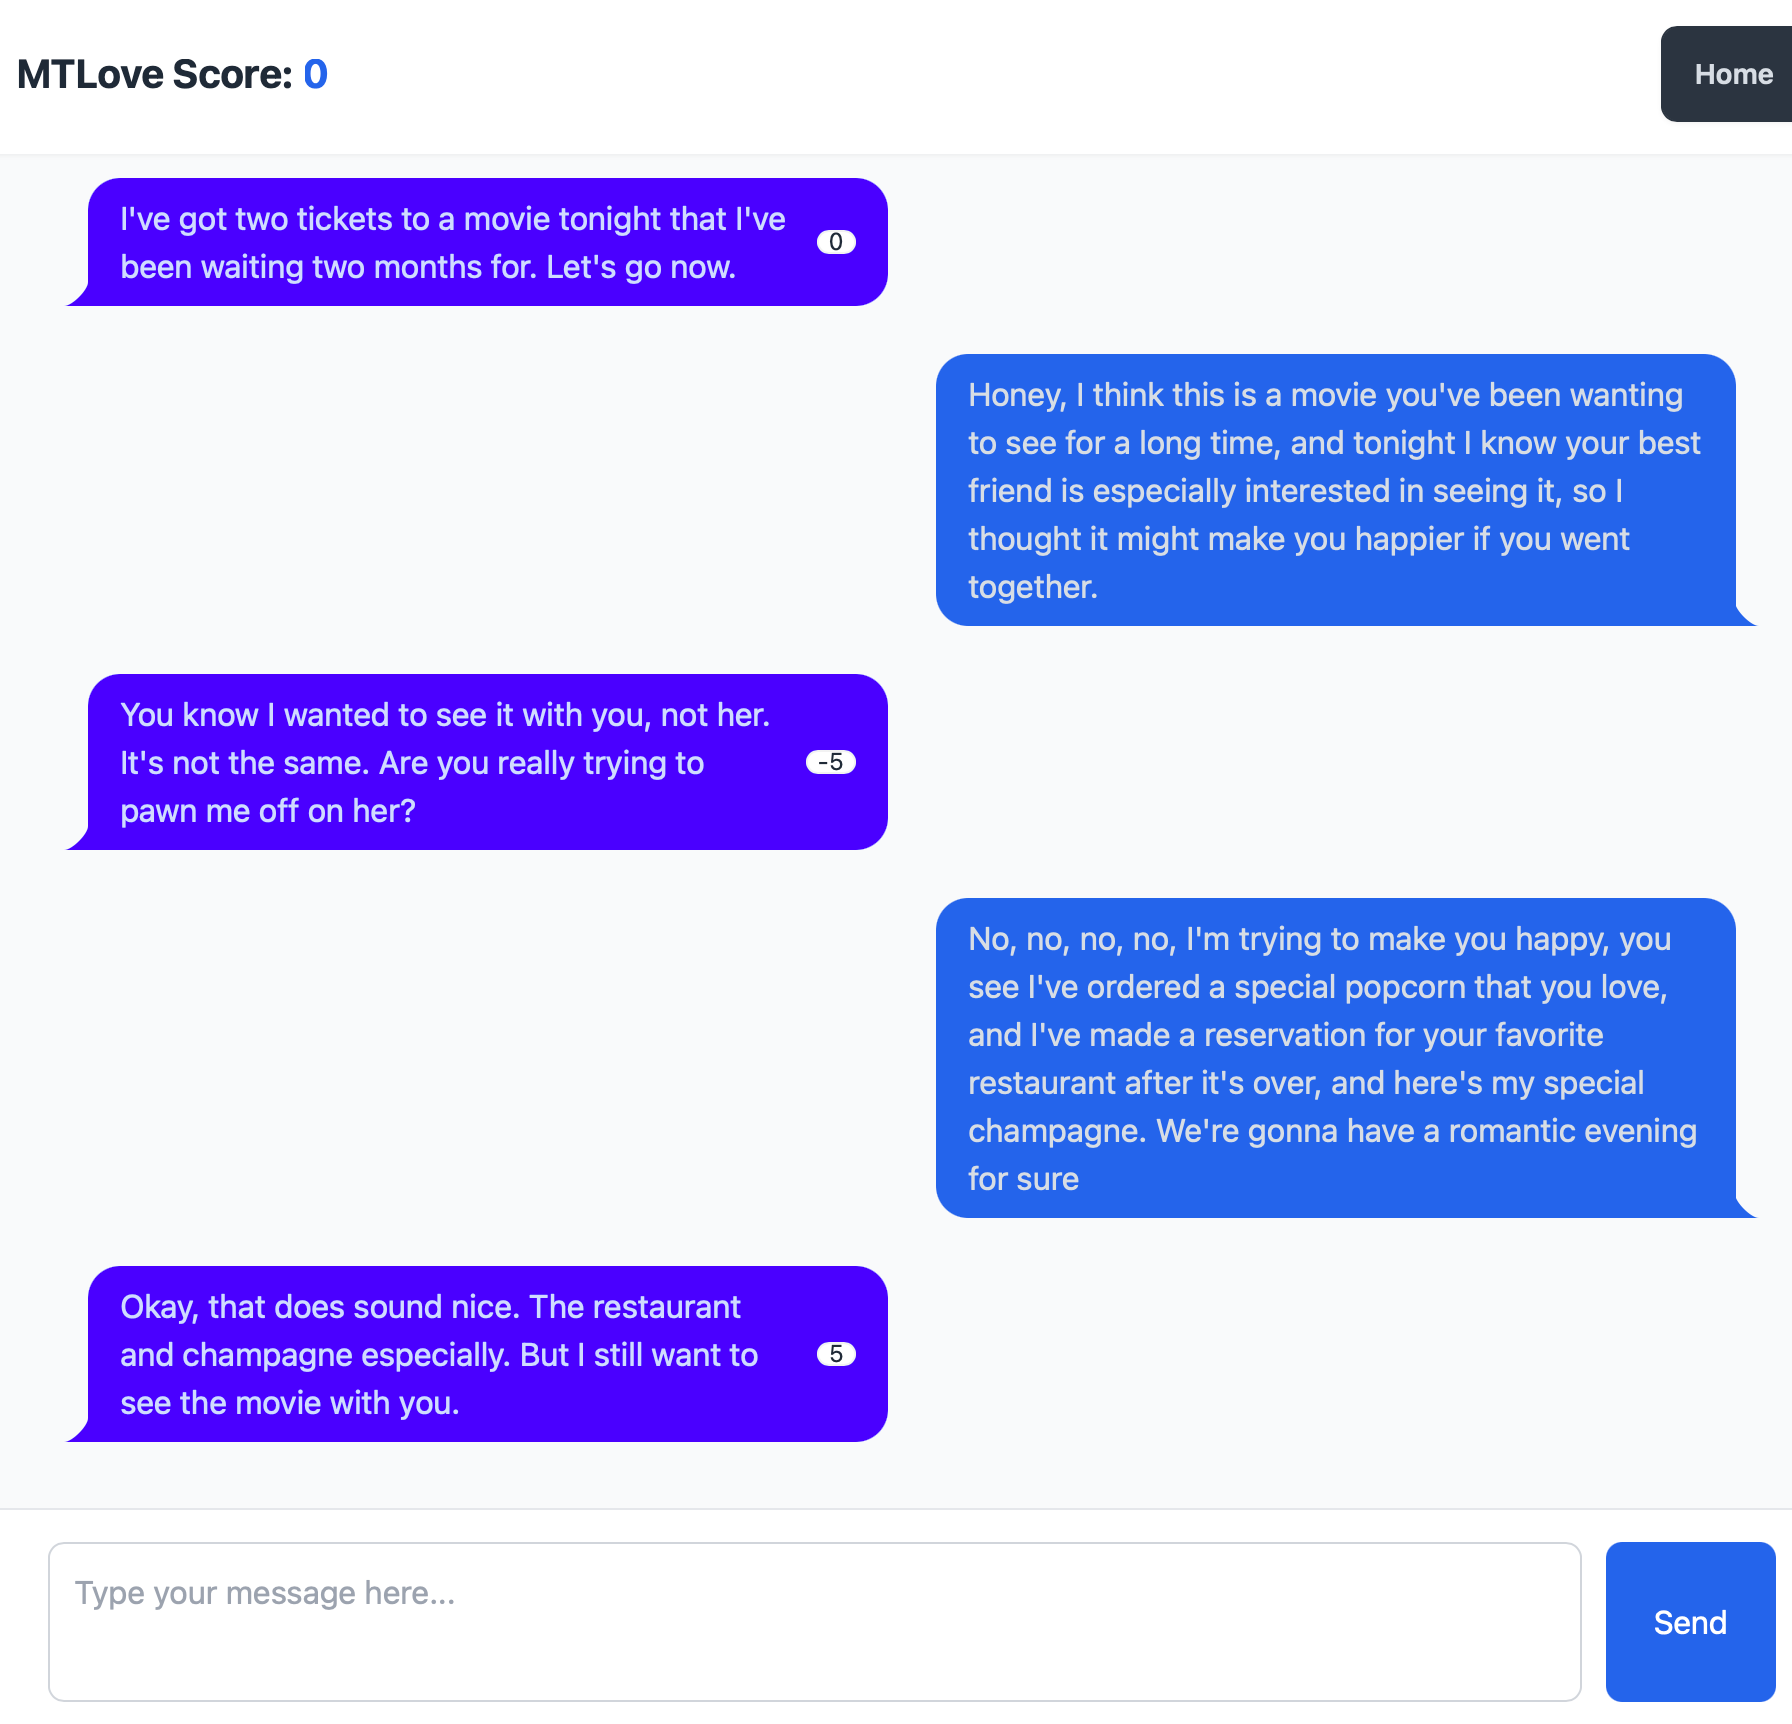 MTLove Score: 0
Home
I've got two tickets to a movie tonight that I've
been waiting two months for. Let's go now.
0
Honey, I think this is a movie you've been wanting
to see for a long time, and tonight I know your best
friend is especially interested in seeing it, so I
thought it might make you happier if you went
together.
You know I wanted to see it with you, not her.
It's not the same. Are you really trying to
pawn me off on her?
-5
No, no, no, no, I'm trying to make you happy, you
see I've ordered a special popcorn that you love,
and I've made a reservation for your favorite
restaurant after it's over, and here's my special
champagne. We're gonna have a romantic evening
for sure
Okay, that does sound nice. The restaurant
and champagne especially. But I still want to
see the movie with you.
5
Type your message here...
Send